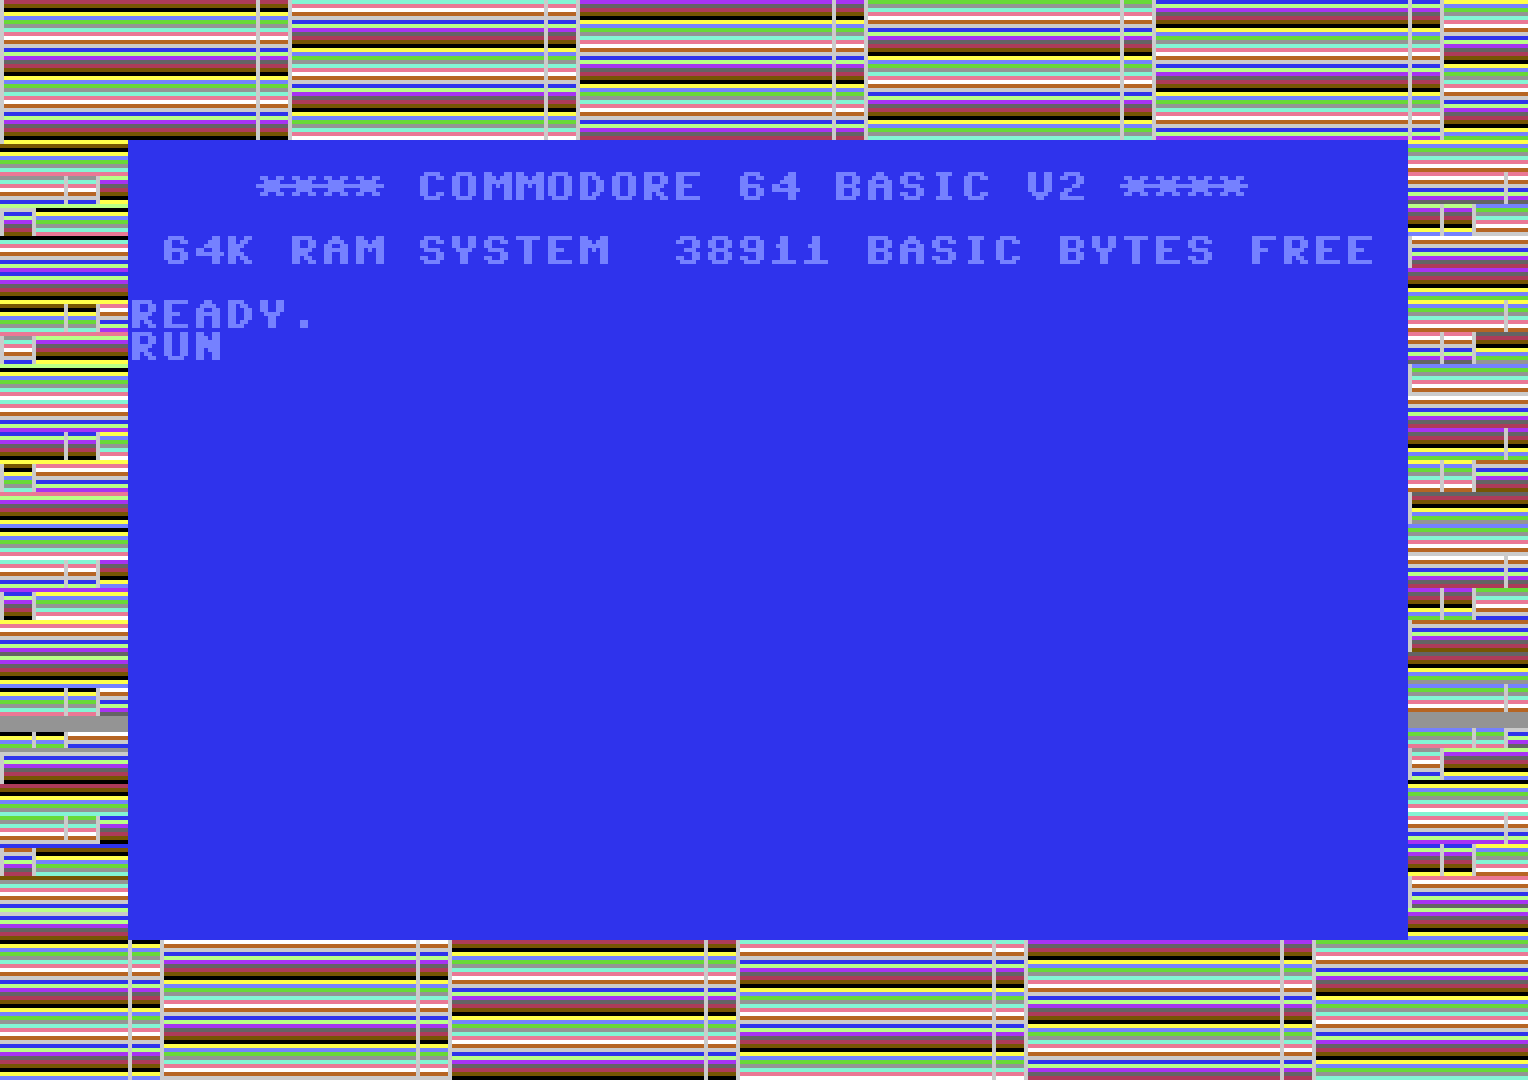 **** COMMODORE 64 BASIC V2 ****
64K RAM SYSTEM  38911 BASIC BYTES FREE
READY.
RUN